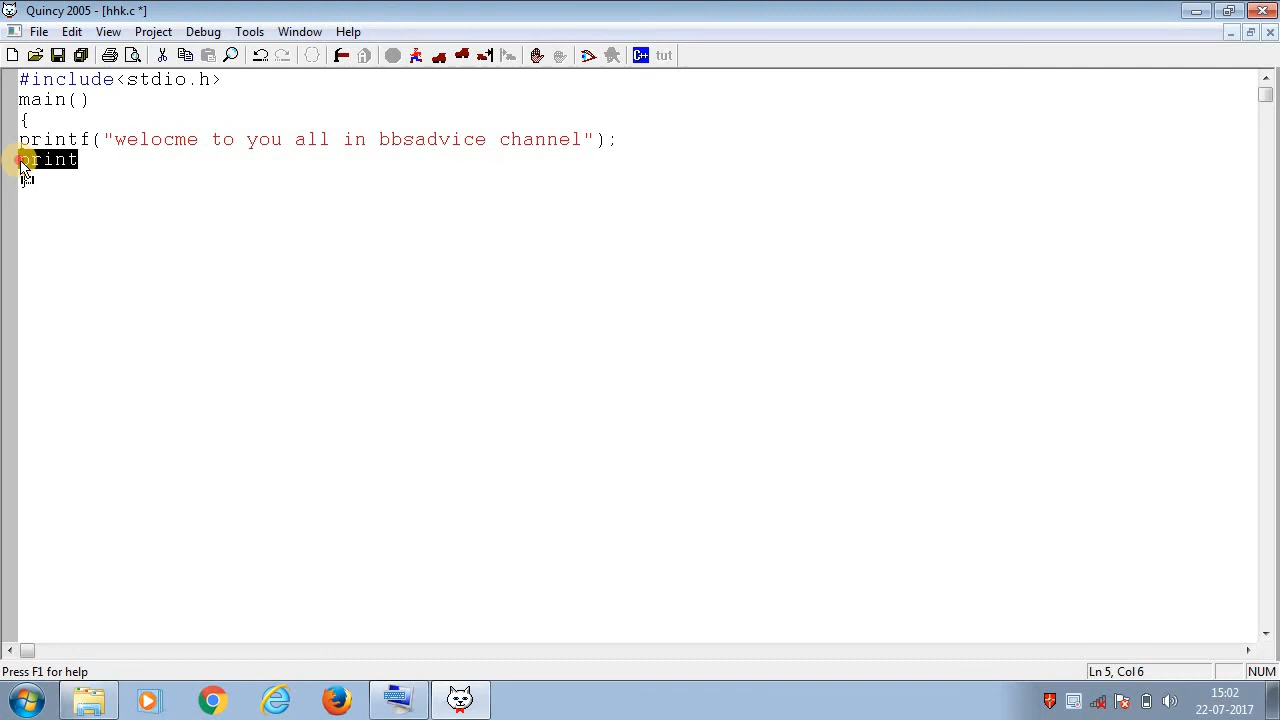 Quincy 2005 - [hhk.c *]
File Edit View Project Debug Tools Window Help
C++ tut
#include<stdio.h>
main()
{
printf("welocme to you all in bbsadvice channel");
print
}
Press F1 for help
Ln 5, Col 6
NUM
15:02
22-07-2017